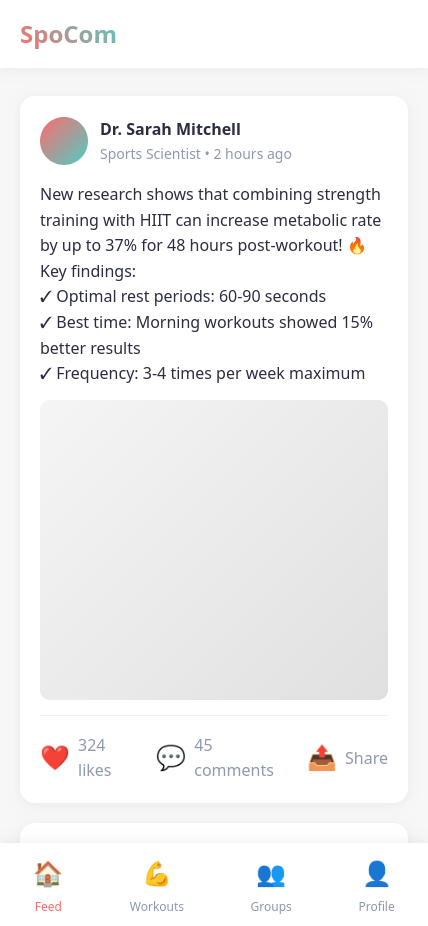 SpoCom
Dr. Sarah Mitchell
Sports Scientist • 2 hours ago
New research shows that combining strength
training with HIIT can increase metabolic rate
by up to 37% for 48 hours post-workout! 🔥
Key findings:
✓ Optimal rest periods: 60-90 seconds
✓ Best time: Morning workouts showed 15%
better results
✓ Frequency: 3-4 times per week maximum
324
likes
45
comments
Share
Feed
Workouts
Groups
Profile